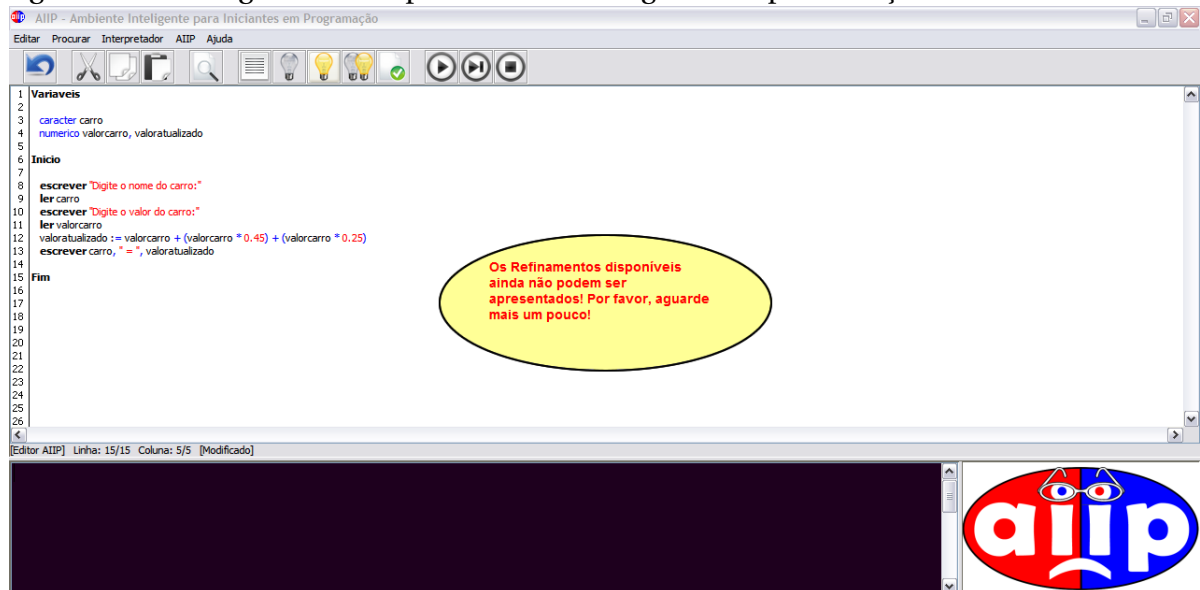 AIIP - Ambiente Inteligente para Iniciantes em Programação
Editar Procurar Interpretador AIIP Ajuda
1 Variaveis
2
3 caracter carro
4 numerico valorcarro, valoratualizado
5
6 Inicio
7
8 escrever "Digite o nome do carro:"
9 ler carro
10 escrever "Digite o valor do carro:"
11 ler valorcarro
12 valoratualizado := valorcarro + (valorcarro * 0.45) + (valorcarro * 0.25)
13 escrever carro, " = ", valoratualizado
14
15 Fim
16
17
18
19
20
21
22
23
24
25
26
Os Refinamentos disponíveis
ainda não podem ser
apresentados! Por favor, aguarde
mais um pouco!
[Editor AIIP] Linha: 15/15 Coluna: 5/5 [Modificado]
aiip